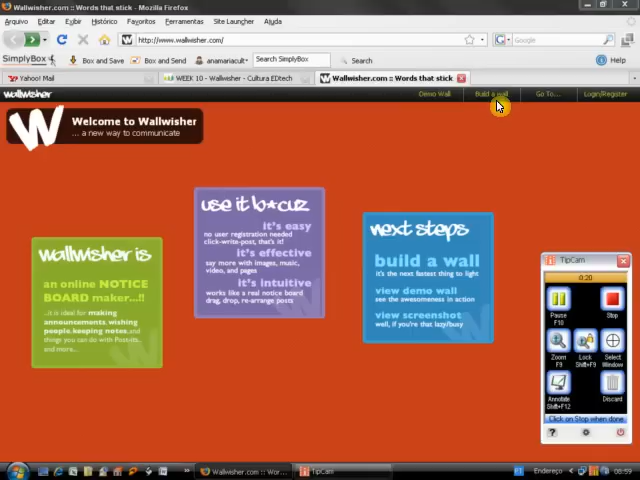 Wallwisher.com :: Words that stick - Mozilla Firefox
Arquivo Editar Exibir Histórico Favoritos Ferramentas Site Launcher Ajuda
http://www.wallwisher.com/
Google
SimplyBox Box and Save Box and Send anamariacult Search SimplyBox Search Help
Yahoo! Mail
WEEK 10 - Wallwisher - Cultura EDtech
Wallwisher.com :: Words that stick
wallwisher Demo Wall Build a wall Go To... Login/Register
W
Welcome to Wallwisher
... a new way to communicate
wallwisher is
an online NOTICE
BOARD maker...!!
..it is ideal for making
announcements,wishing
people,keeping notes,and
things you can do with Post-its..
and more...
use it b*cuz
it's easy
no user registration needed
click-write-post, that's it!
it's effective
say more with images, music,
video, and pages
it's intuitive
works like a real notice board
drag, drop, re-arrange posts
next steps
build a wall
it's the next fastest thing to light
view demo wall
see the awesomeness in action
view screenshot
well, if you're that lazy/busy
TipCam
0:20
Pause
F10
Stop
Zoom
F9
Lock
Shift+F9
Select
Window
Annotate
Shift+F12
Discard
Click on Stop when done
Wallwisher.com :: Wor...
TipCam
PT
Endereço
08:59